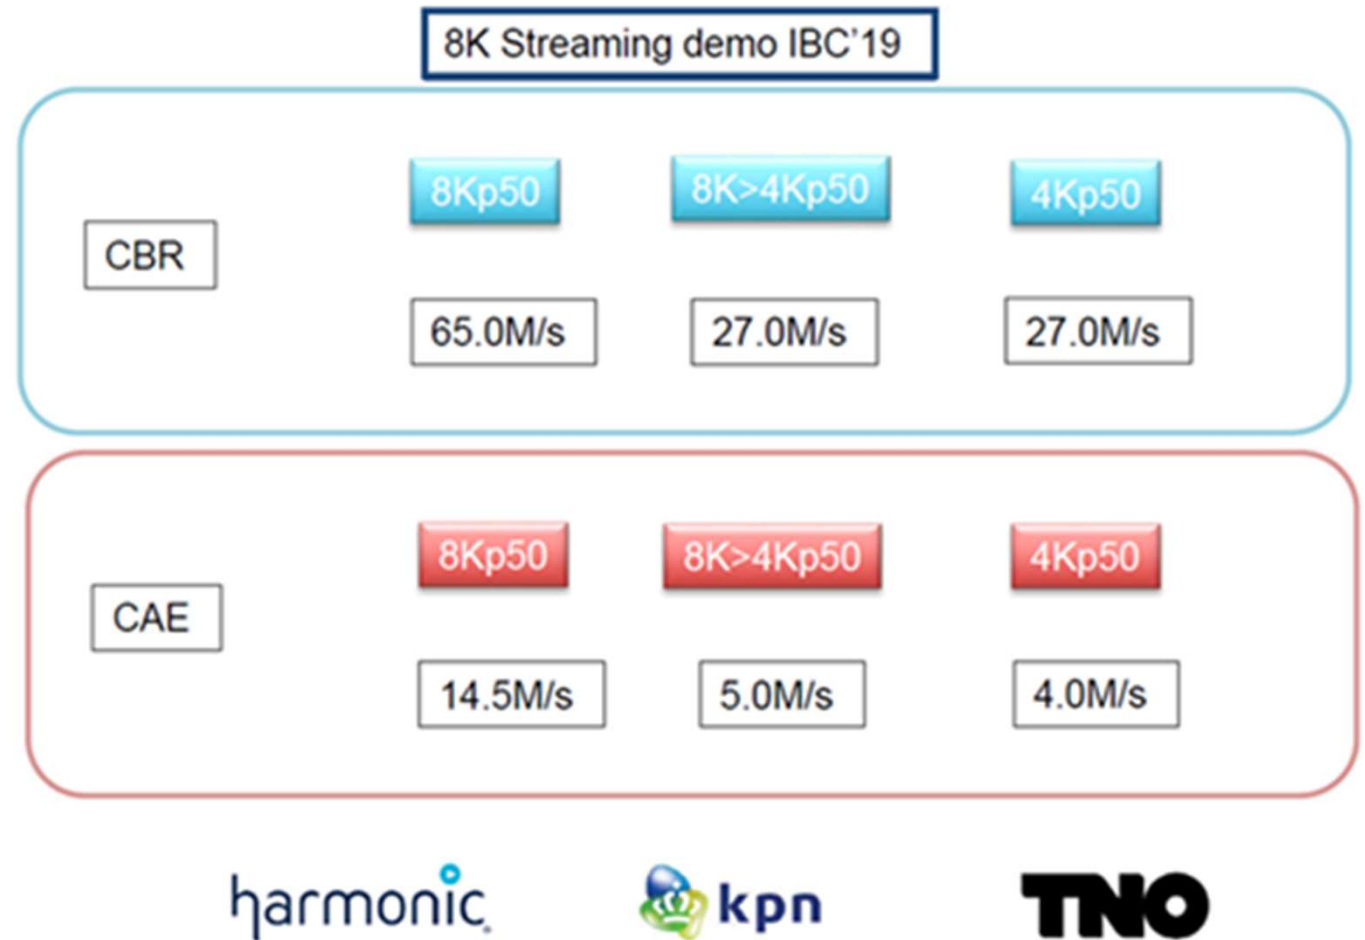 8K Streaming demo IBC'19
8Kp50 8K>4Kp50 4Kp50
CBR
65.0M/s 27.0M/s 27.0M/s
8Kp50 8K>4Kp50 4Kp50
CAE
14.5M/s 5.0M/s 4.0M/s
harmonic kpn TNO